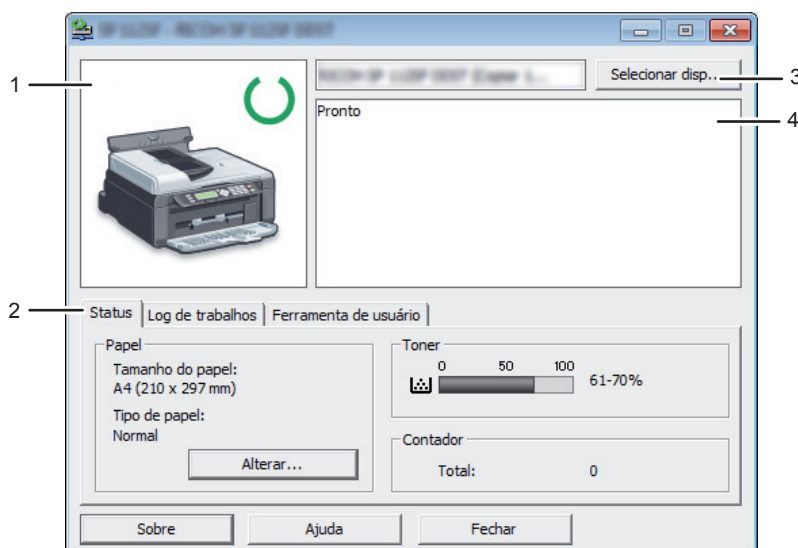 1
Selecionar disp...
3
Pronto
4
2
Status
Log de trabalhos
Ferramenta de usuário
Papel
Tamanho do papel:
A4 (210 x 297 mm)
Tipo de papel:
Normal
Alterar...
Toner
0 50 100
61-70%
Contador
Total: 0
Sobre
Ajuda
Fechar